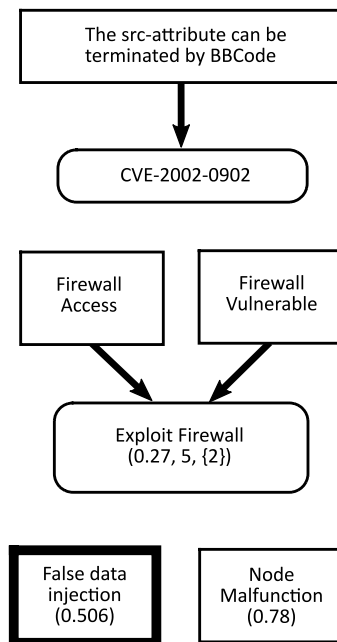 The src-attribute can be
terminated by BBCode
CVE-2002-0902
Firewall
Access
Firewall
Vulnerable
Exploit Firewall
(0.27, 5, {2})
False data
injection
(0.506)
Node
Malfunction
(0.78)